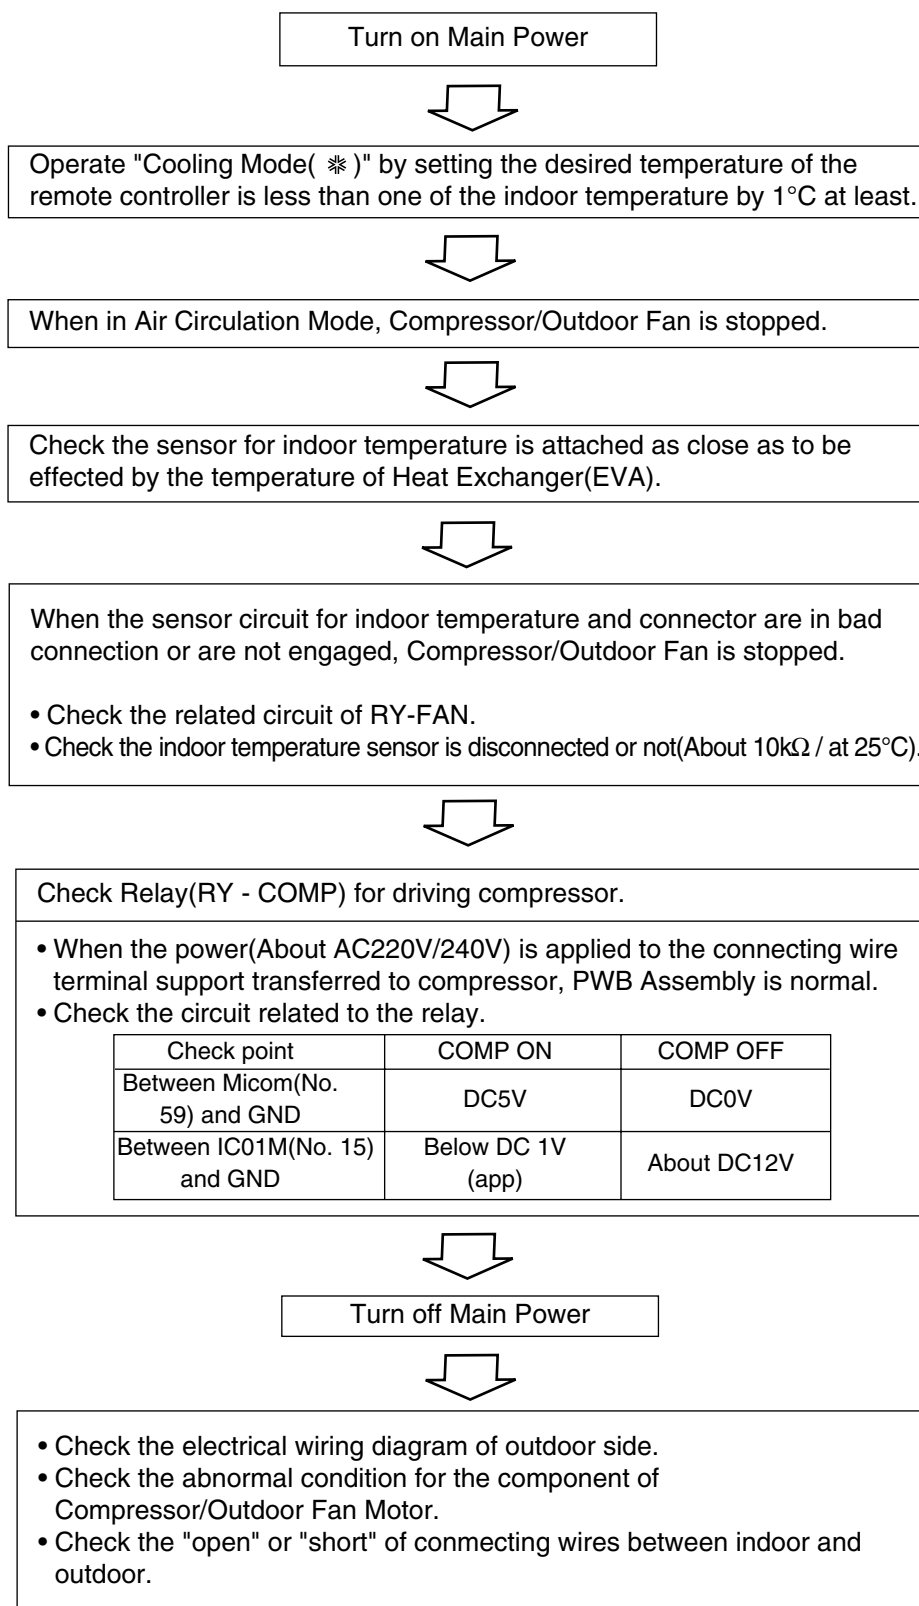 Turn on Main Power
Operate "Cooling Mode( ❋ )" by setting the desired temperature of the
remote controller is less than one of the indoor temperature by 1°C at least.
When in Air Circulation Mode, Compressor/Outdoor Fan is stopped.
Check the sensor for indoor temperature is attached as close as to be
effected by the temperature of Heat Exchanger(EVA).
When the sensor circuit for indoor temperature and connector are in bad
connection or are not engaged, Compressor/Outdoor Fan is stopped.
• Check the related circuit of RY-FAN.
• Check the indoor temperature sensor is disconnected or not(About 10kΩ / at 25°C).
Check Relay(RY - COMP) for driving compressor.
• When the power(About AC220V/240V) is applied to the connecting wire
terminal support transferred to compressor, PWB Assembly is normal.
• Check the circuit related to the relay.
Check point COMP ON COMP OFF
Between Micom(No.
59) and GND
DC5V
DC0V
Between IC01M(No. 15)
and GND
Below DC 1V
(app)
About DC12V
Turn off Main Power
• Check the electrical wiring diagram of outdoor side.
• Check the abnormal condition for the component of
Compressor/Outdoor Fan Motor.
• Check the "open" or "short" of conmecting wires between indoor and
outdoor.